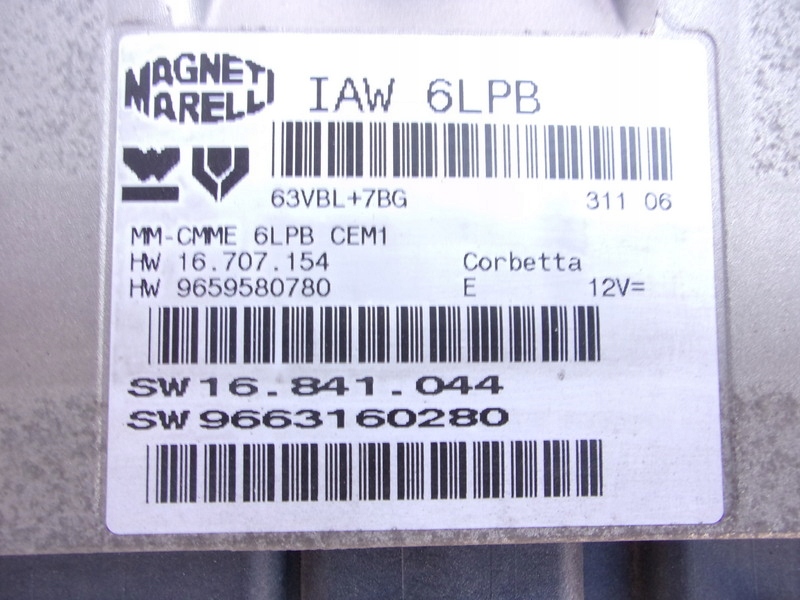 MAGNETI
MARELLI
IAW 6LPB
63VBL+7BG 311 06
MM-CMME 6LPB CEM1
HW 16.707.154 Corbetta
HW 9659580780 E 12V=
SW 16.841.044
SW 9663160280